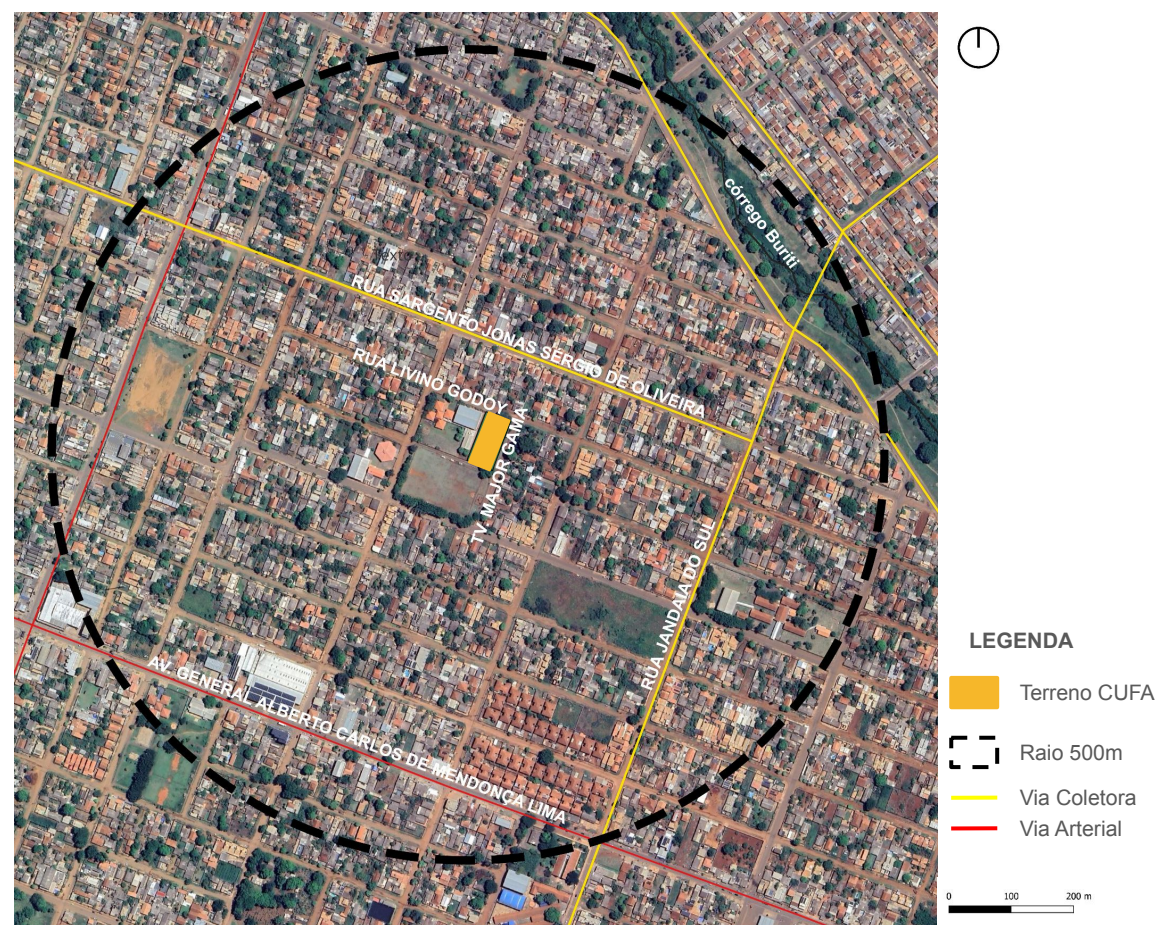 córrego Buriti
RUA SARGENTO JONAS SÉRGIO DE OLIVEIRA
RUA LIVINO GODOY
TV. MAJOR GAMA
RUA JANDAIA DO SUL
AV. GENERAL ALBERTO CARLOS DE MENDONÇA LIMA
LEGENDA
Terreno CUFA
Raio 500m
Via Coletora
Via Arterial
0 100 200 m